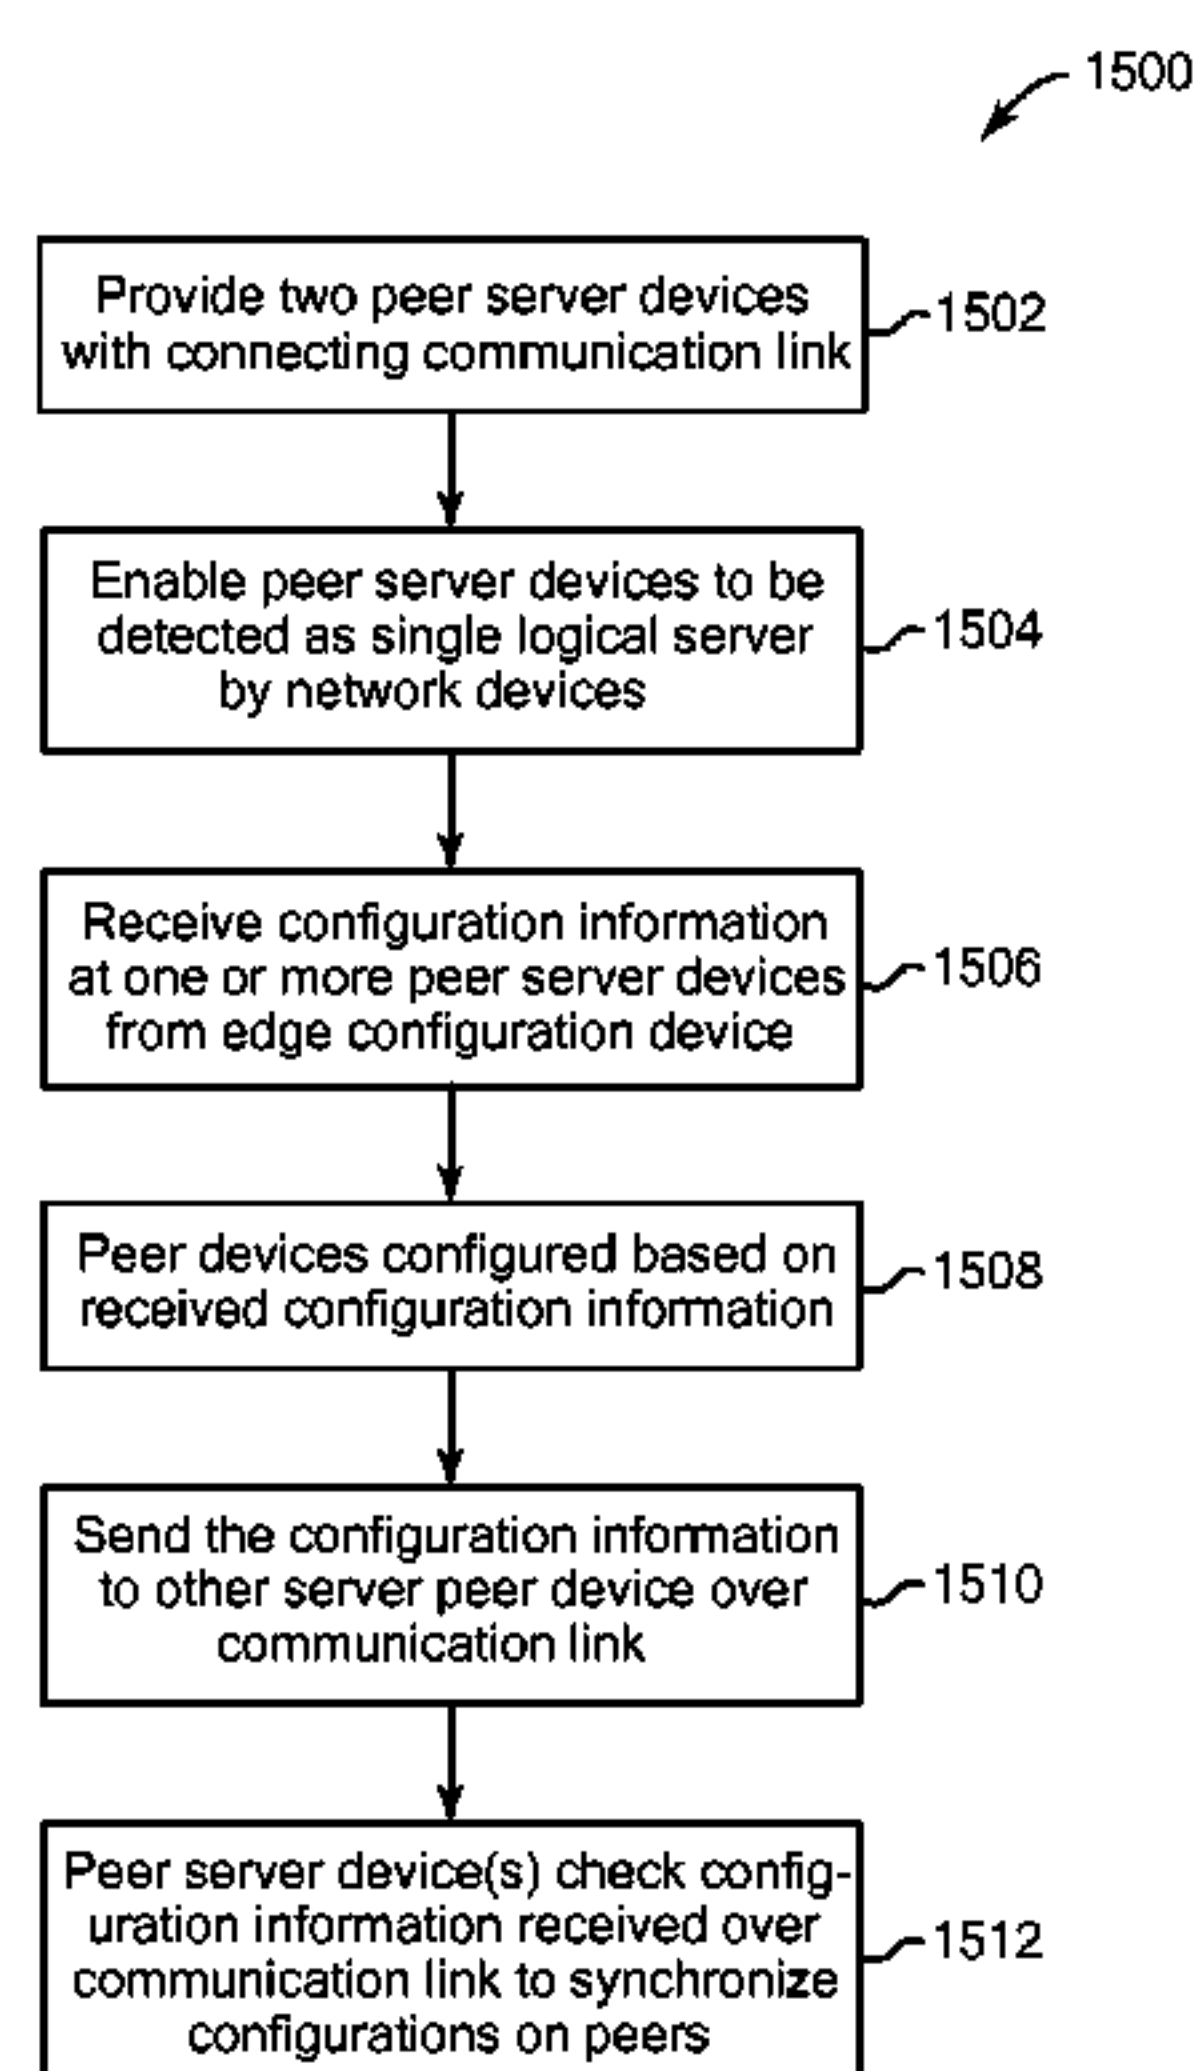 1500
Provide two peer server devices
with connecting communication link
1502
Enable peer server devices to be
detected as single logical server
by network devices
1504
Receive configuration information
at one or more peer server devices
from edge configuration device
1506
Peer devices configured based on
received configuration information
1508
Send the configuration information
to other server peer device over
communication link
1510
Peer server device(s) check config-
uration information received over
communication link to synchronize
configurations on peers
1512